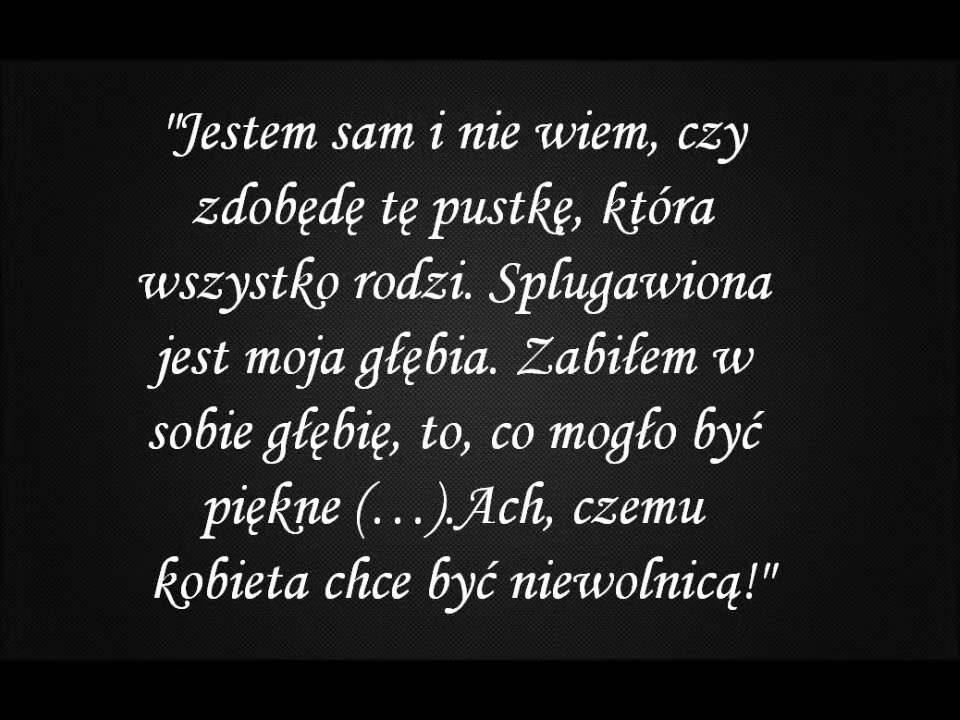 "Jestem sam i nie wiem, czy
zdobędę tę pustkę, która
wszystko rodzi. Splugawiona
jest moja głębia. Zabiłem w
sobie głębię, to, co mogło być
piękne (…).Ach, czemu
kobieta chce być niewolnicą!"